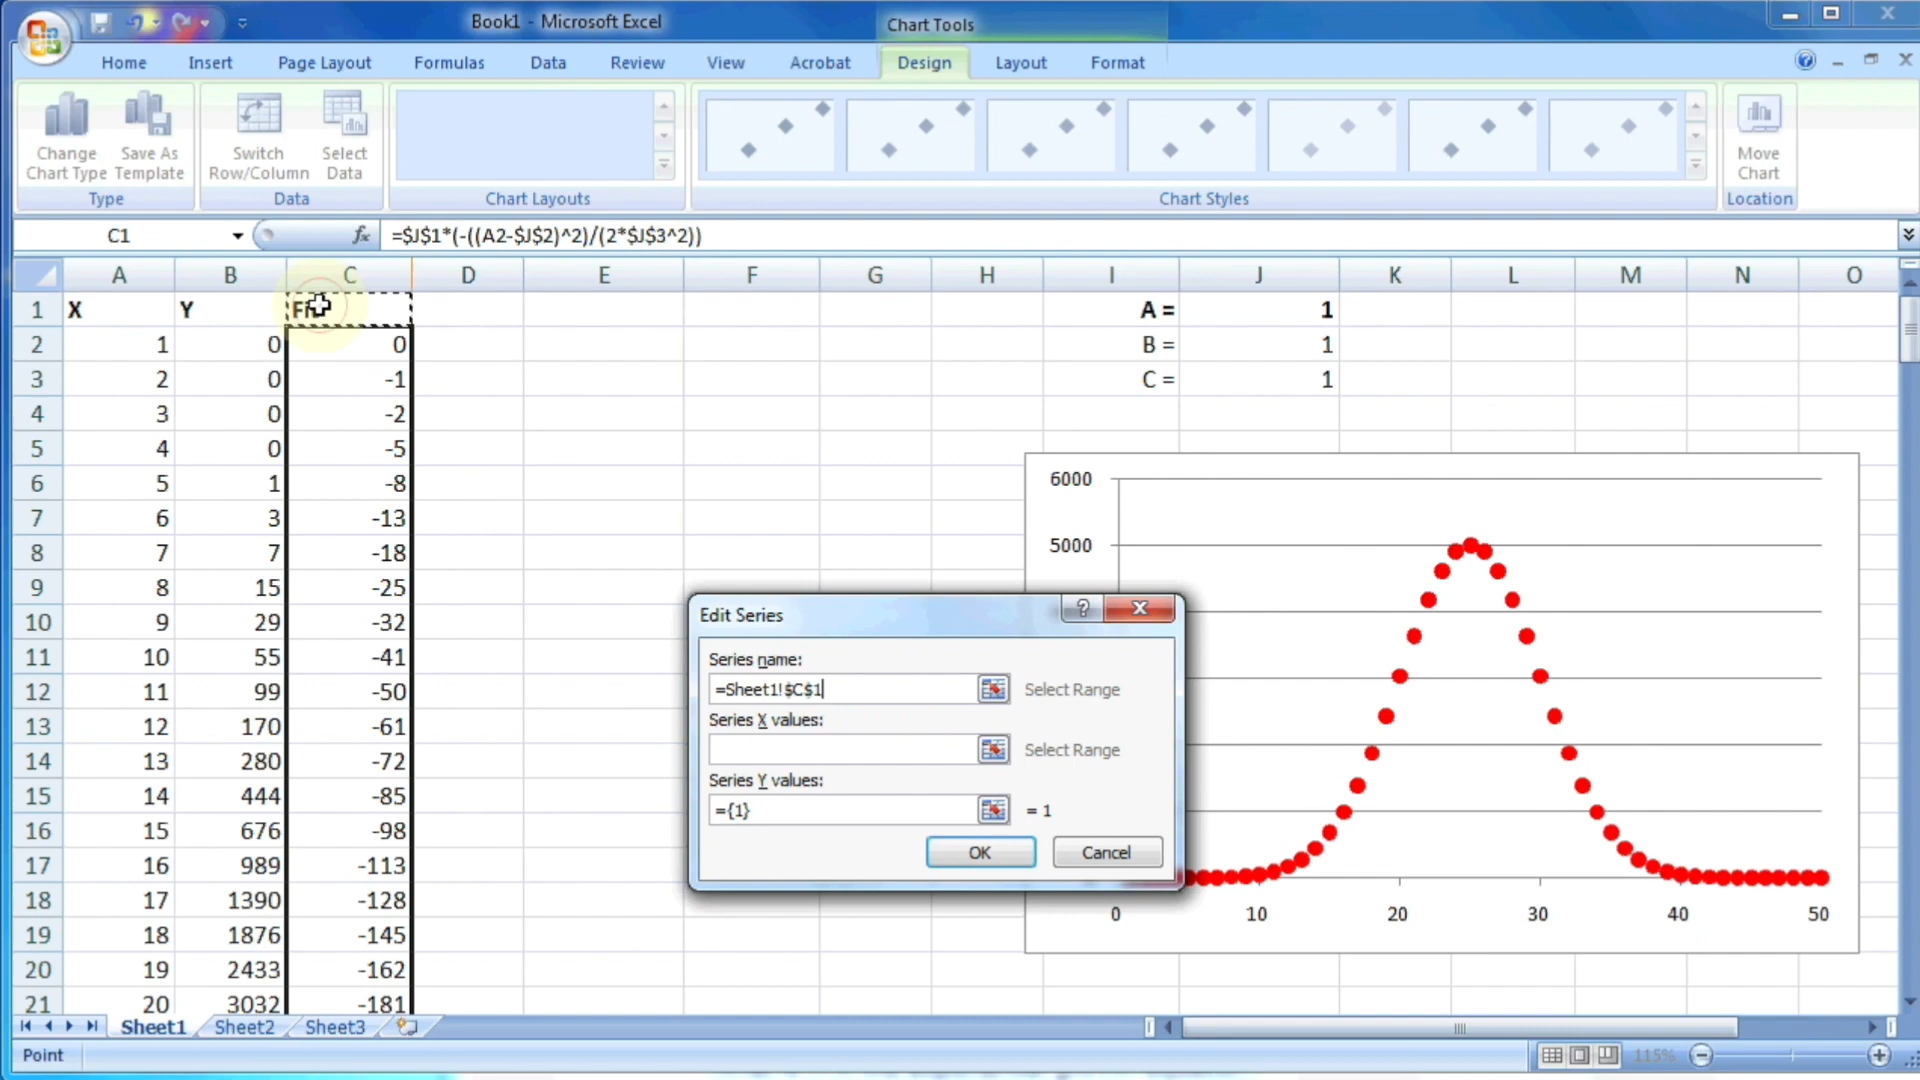 Book1 - Microsoft Excel
Chart Tools
Home Insert Page Layout Formulas Data Review View Acrobat Design Layout Format
Change Chart Type
Save As Template
Switch Row/Column
Select Data
Move Chart
Type Data Chart Layouts Chart Styles Location
C1 fx =$J$1*(-((A2-$J$2)^2)/(2*$J$3^2))
A B C D E F G H I J K L M N O
1 X Y A = 1
2 1 0 0 B = 1
3 2 0 -1 C = 1
4 3 0 -2
5 4 0 -5
6 5 1 -8
7 6 3 -13
8 7 7 -18
9 8 15 -25
10 9 29 -32
11 10 55 -41
12 11 99 -50
13 12 170 -61
14 13 280 -72
15 14 444 -85
16 15 676 -98
17 16 989 -113
18 17 1390 -128
19 18 1876 -145
20 19 2433 -162
21 20 3032 -181
6000
5000
0 10 20 30 40 50
Edit Series ?
Series name:
=Sheet1!$C$1 Select Range
Series X values:
Select Range
Series Y values:
={1} = 1
OK Cancel
Sheet1 Sheet2 Sheet3
Point 115%